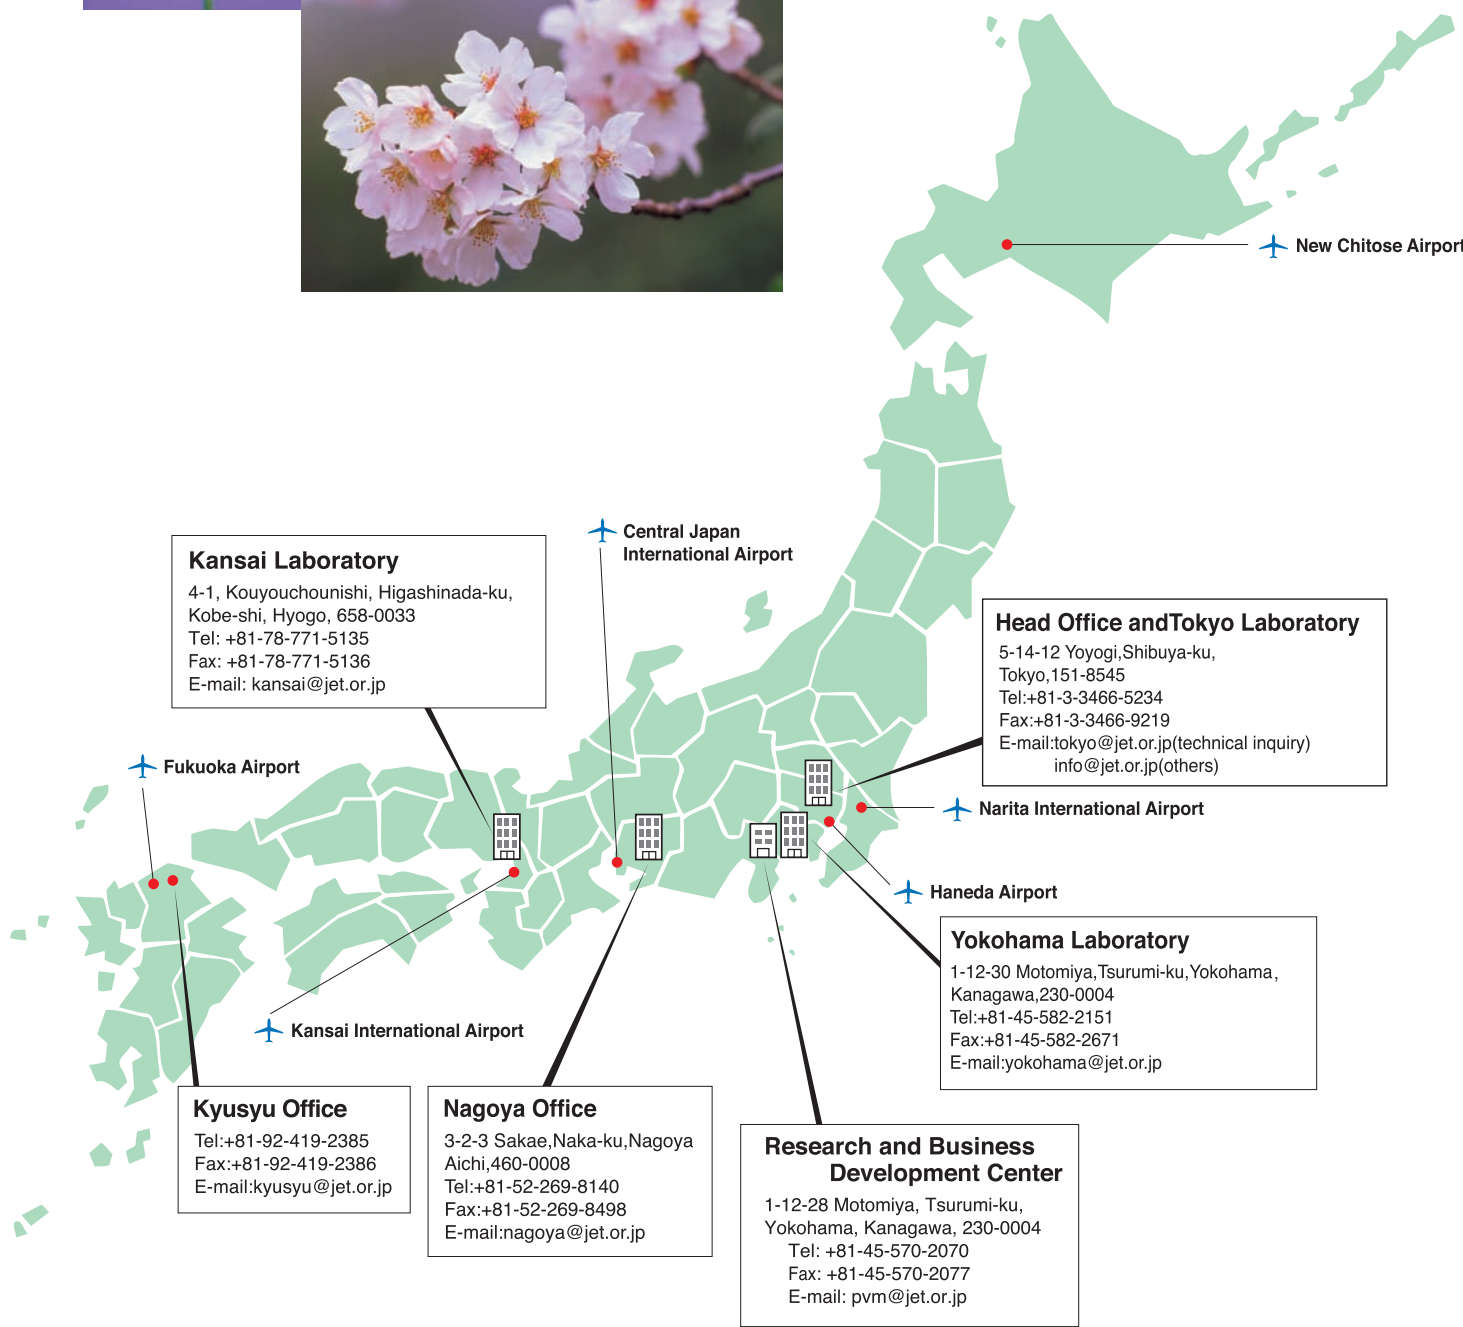 New Chitose Airport
Central Japan
International Airport
Kansai Laboratory
4-1, Kouyouchounishi, Higashinada-ku,
Kobe-shi, Hyogo, 658-0033
Tel: +81-78-771-5135
Fax: +81-78-771-5136
E-mail: kansai@jet.or.jp
Head Office andTokyo Laboratory
5-14-12 Yoyogi,Shibuya-ku,
Tokyo,151-8545
Tel:+81-3-3466-5234
Fax:+81-3-3466-9219
E-mail:tokyo@jet.or.jp(technical inquiry)
info@jet.or.jp(others)
Fukuoka Airport
Narita International Airport
Haneda Airport
Yokohama Laboratory
1-12-30 Motomiya,Tsurumi-ku,Yokohama,
Kanagawa,230-0004
Tel:+81-45-582-2151
Fax:+81-45-582-2671
E-mail:yokohama@jet.or.jp
Kansai International Airport
Kyusyu Office
Tel:+81-92-419-2385
Fax:+81-92-419-2386
E-mail:kyusyu@jet.or.jp
Nagoya Office
3-2-3 Sakae,Naka-ku,Nagoya
Aichi,460-0008
Tel:+81-52-269-8140
Fax:+81-52-269-8498
E-mail:nagoya@jet.or.jp
Research and Business
Development Center
1-12-28 Motomiya, Tsurumi-ku,
Yokohama, Kanagawa, 230-0004
Tel: +81-45-570-2070
Fax: +81-45-570-2077
E-mail: pvm@jet.or.jp